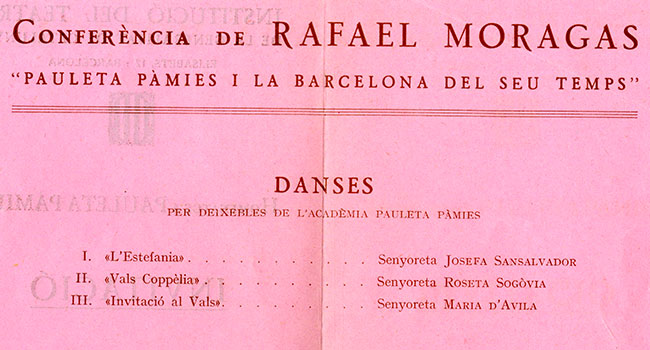 CONFERÈNCIA DE RAFAEL MORAGAS
"PAULETA PÀMIES I LA BARCELONA DEL SEU TEMPS"
DANSES
PER DEIXEBLES DE L'ACADÈMIA PAULETA PÀMIES
I. «L'Estefania» . . . . . . . . . . . . Senyoreta JOSEFA SANSALVADOR
II. «Vals Coppèlia» . . . . . . . . . . . Senyoreta ROSETA SOGÒVIA
III. «Invitació al Vals». . . . . . . . . . Senyoreta MARIA D'AVILA